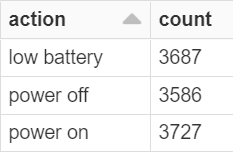 action count
low battery 3687
power off 3586
power on 3727